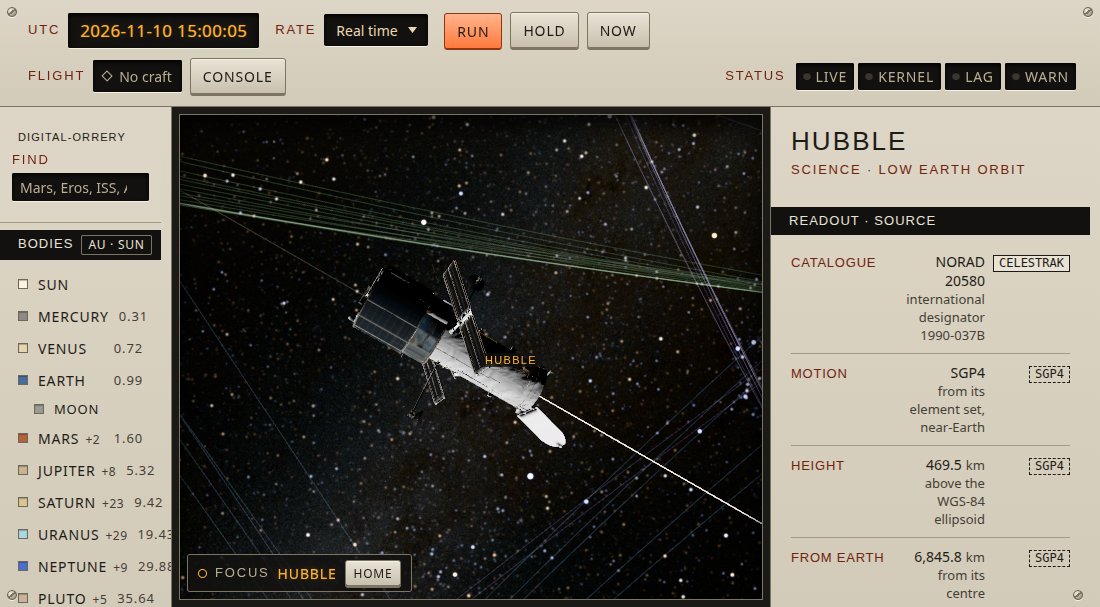 UTC 2026-11-10 15:00:05 RATE Real time RUN HOLD NOW
FLIGHT ◇ No craft CONSOLE STATUS LIVE KERNEL LAG WARN
DIGITAL-ORRERY
FIND
Mars, Eros, ISS,
BODIES AU · SUN
SUN
MERCURY 0.31
VENUS 0.72
EARTH 0.99
MOON
MARS +2 1.60
JUPITER +8 5.32
SATURN +23 9.42
URANUS +29 19.43
NEPTUNE +9 29.88
PLUTO +5 35.64
HUBBLE
FOCUS HUBBLE HOME
HUBBLE
SCIENCE · LOW EARTH ORBIT
READOUT · SOURCE
CATALOGUE NORAD CELESTRAK
20580
international
designator
1990-037B
MOTION SGP4 SGP4
from its
element set,
near-Earth
HEIGHT 469.5 km SGP4
above the
WGS-84
ellipsoid
FROM EARTH 6,845.8 km SGP4
from its
centre